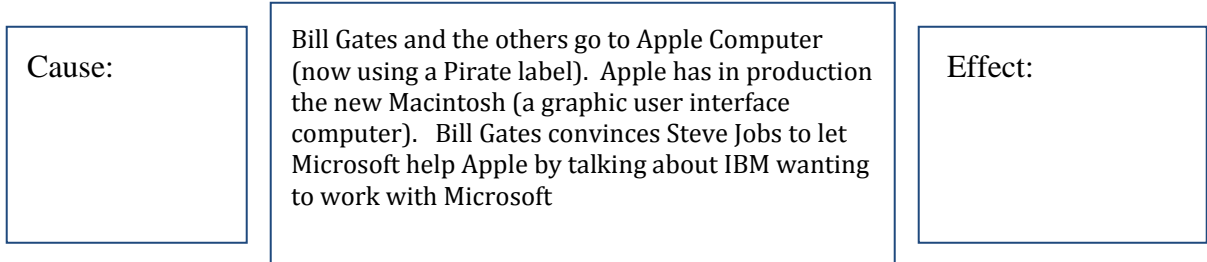 Cause:
Bill Gates and the others go to Apple Computer
(now using a Pirate label).  Apple has in production
the new Macintosh (a graphic user interface
computer).   Bill Gates convinces Steve Jobs to let
Microsoft help Apple by talking about IBM wanting
to work with Microsoft
Effect: